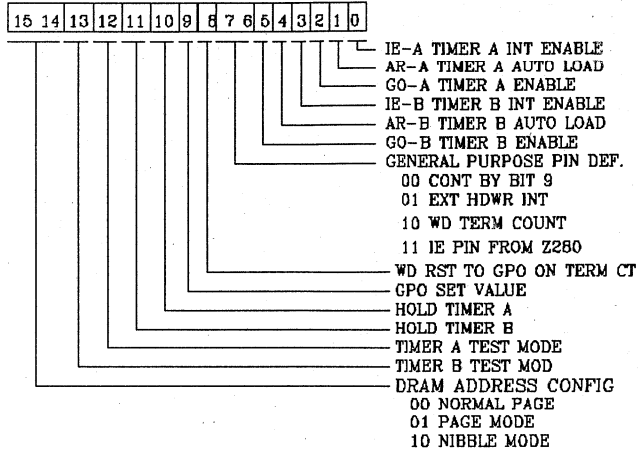 15 14 13 12 11 10 9 8 7 6 5 4 3 2 1 0
IE-A TIMER A INT ENABLE
AR-A TIMER A AUTO LOAD
GO-A TIMER A ENABLE
IE-B TIMER B INT ENABLE
AR-B TIMER B AUTO LOAD
GO-B TIMER B ENABLE
GENERAL PURPOSE PIN DEF.
00 CONT BY BIT 9
01 EXT HDWR INT
10 WD TERM COUNT
11 IE PIN FROM Z280
WD RST TO GPO ON TERM CT
GPO SET VALUE
HOLD TIMER A
HOLD TIMER B
TIMER A TEST MODE
TIMER B TEST MOD
DRAM ADDRESS CONFIG
00 NORMAL PAGE
01 PAGE MODE
10 NIBBLE MODE